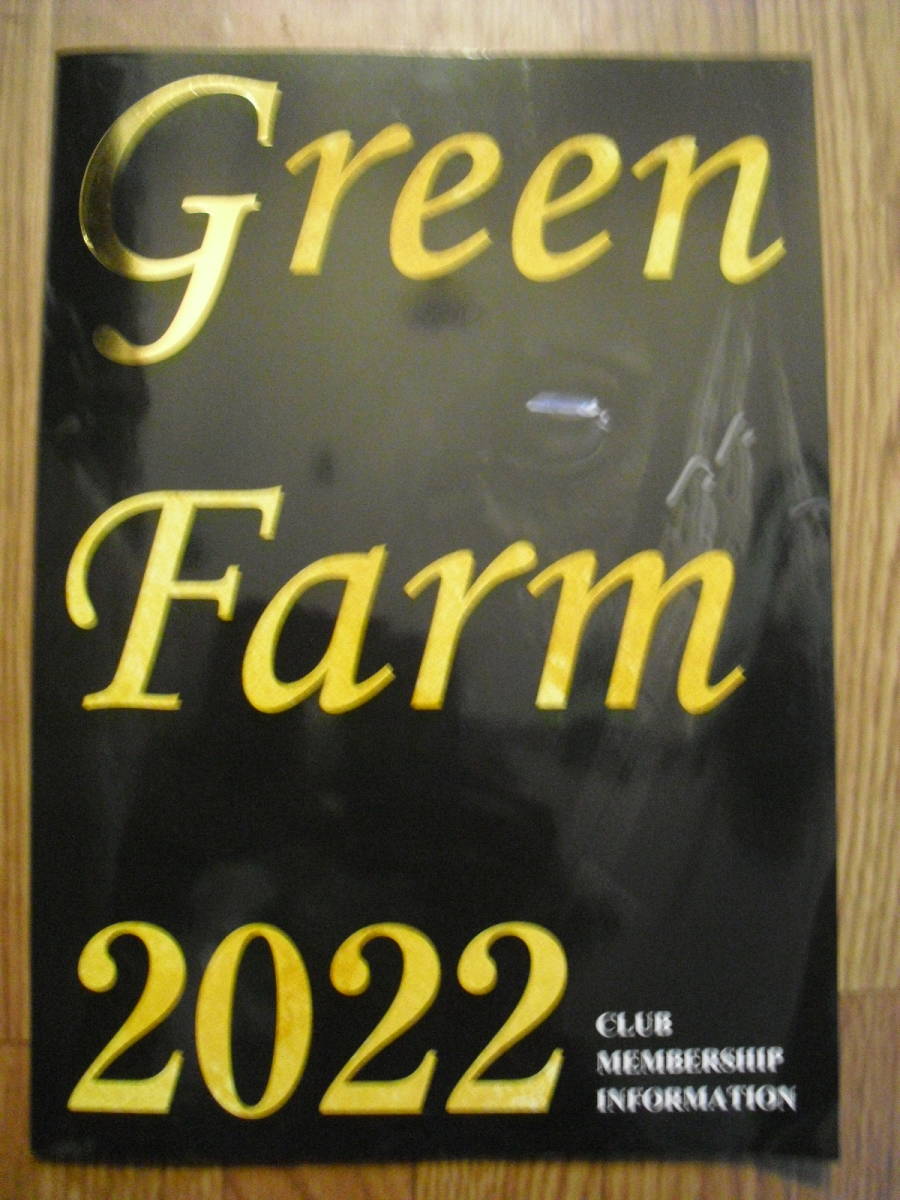 Green
Farm
2022
CLUB
MEMBERSHIP
INFORMATION